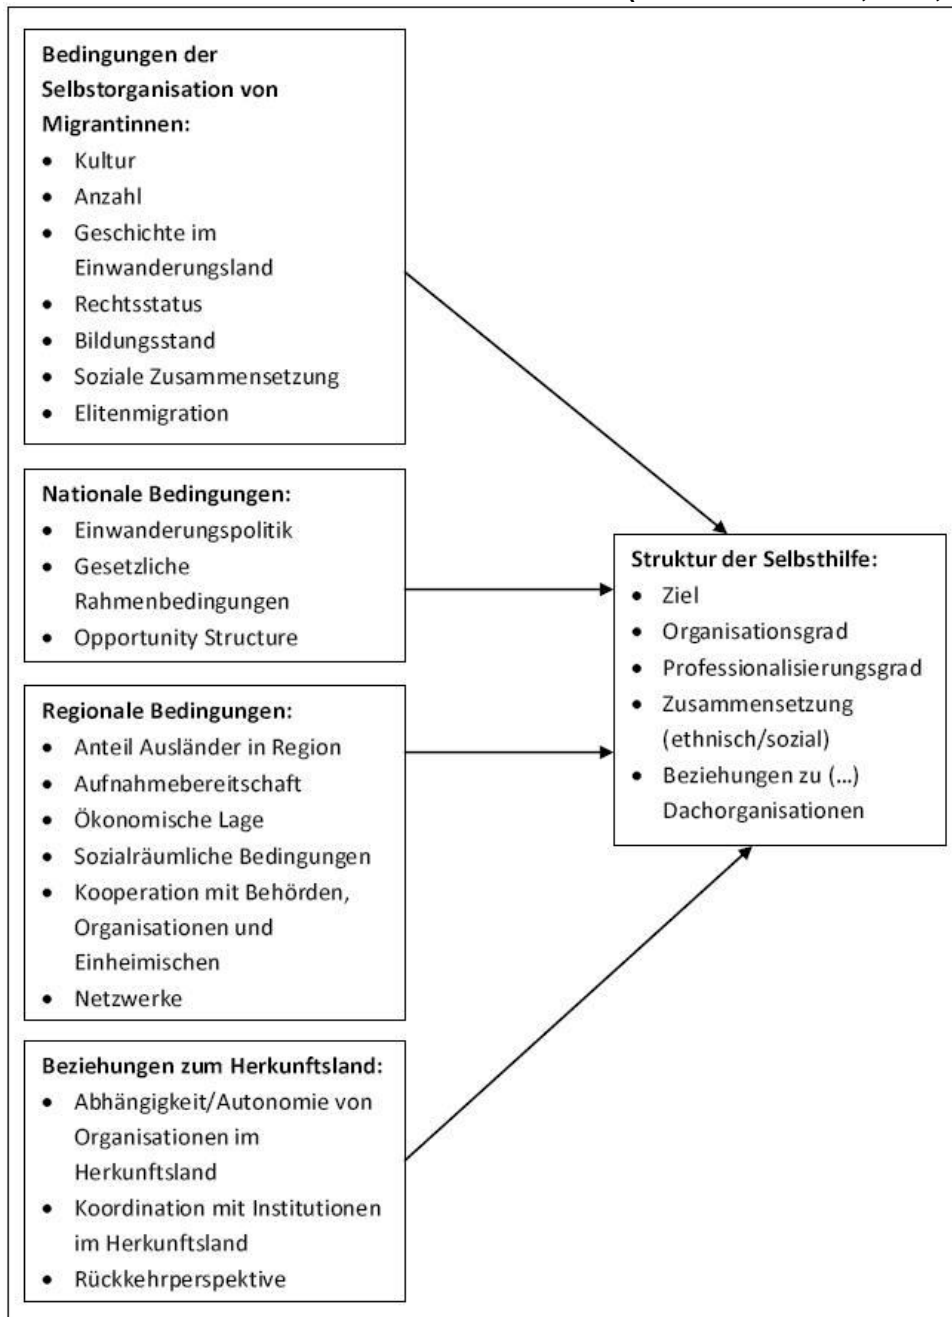 Bedingungen der
Selbstorganisation von
Migrantinnen:
• Kultur
• Anzahl
• Geschichte im
Einwanderungsland
• Rechtsstatus
• Bildungsstand
• Soziale Zusammensetzung
• Elitenmigration
Nationale Bedingungen:
• Einwanderungspolitik
• Gesetzliche
Rahmenbedingungen
• Opportunity Structure
Regionale Bedingungen:
• Anteil Ausländer in Region
• Aufnahmebereitschaft
• Ökonomische Lage
• Sozialräumliche Bedingungen
• Kooperation mit Behörden,
Organisationen und
Einheimischen
• Netzwerke
Beziehungen zum Herkunftsland:
• Abhängigkeit/Autonomie von
Organisationen im
Herkunftsland
• Koordination mit Institutionen
im Herkunftsland
• Rückkehrperspektive
Struktur der Selbsthilfe:
• Ziel
• Organisationsgrad
• Professionalisierungsgrad
• Zusammensetzung
(ethnisch/sozial)
• Beziehungen zu (...)
Dachorganisationen